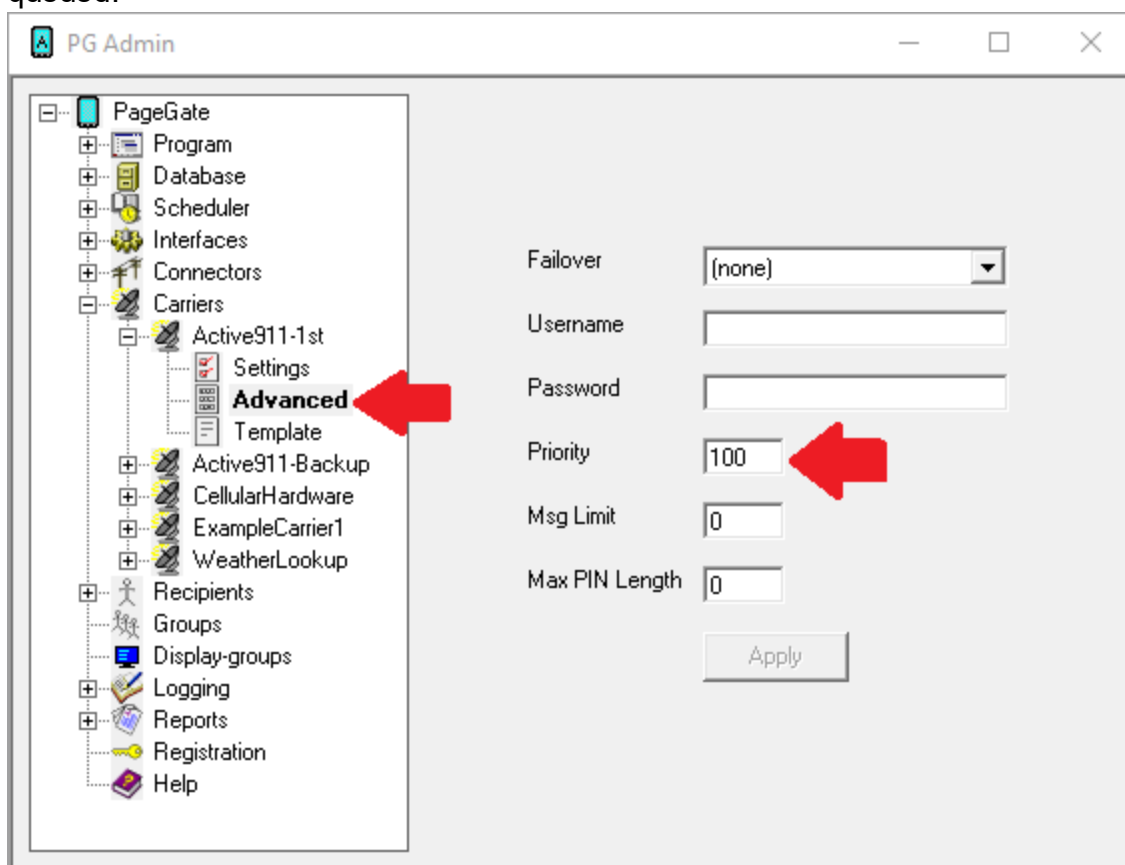 queued.
PG Admin
PageGate
Program
Database
Scheduler
Interfaces
Connectors
Carriers
Active911-1st
Settings
Advanced
Template
Active911-Backup
CellularHardware
ExampleCarrier1
WeatherLookup
Recipients
Groups
Display-groups
Logging
Reports
Registration
Help
Failover (none)
Username
Password
Priority 100
Msg Limit 0
Max PIN Length 0
Apply